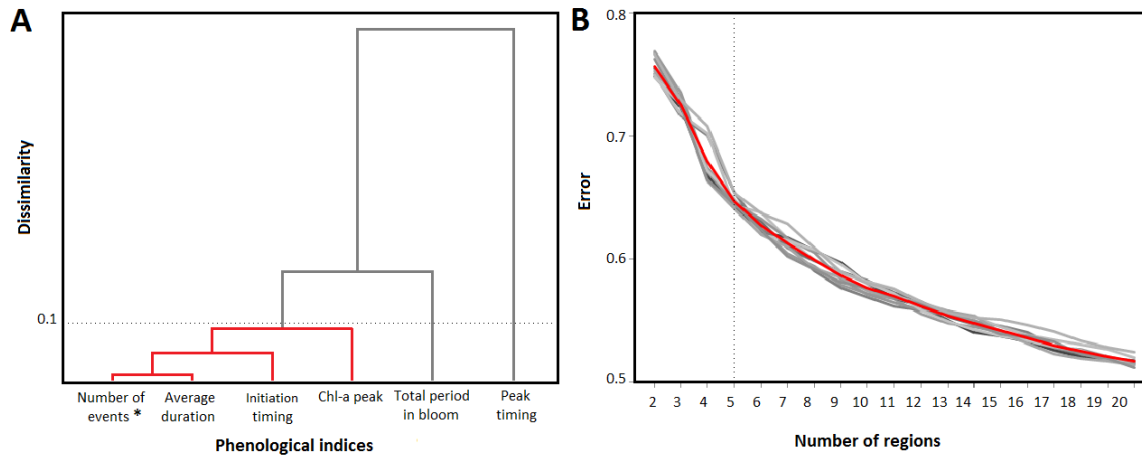 A
Dissimilarity
0.1
Number of events *
Average duration
Initiation timing
Chl-a peak
Total period in bloom
Peak timing
Phenological indices
B
Error
0.8
0.7
0.6
0.5
2 3 4 5 6 7 8 9 10 11 12 13 14 15 16 17 18 19 20
Number of regions